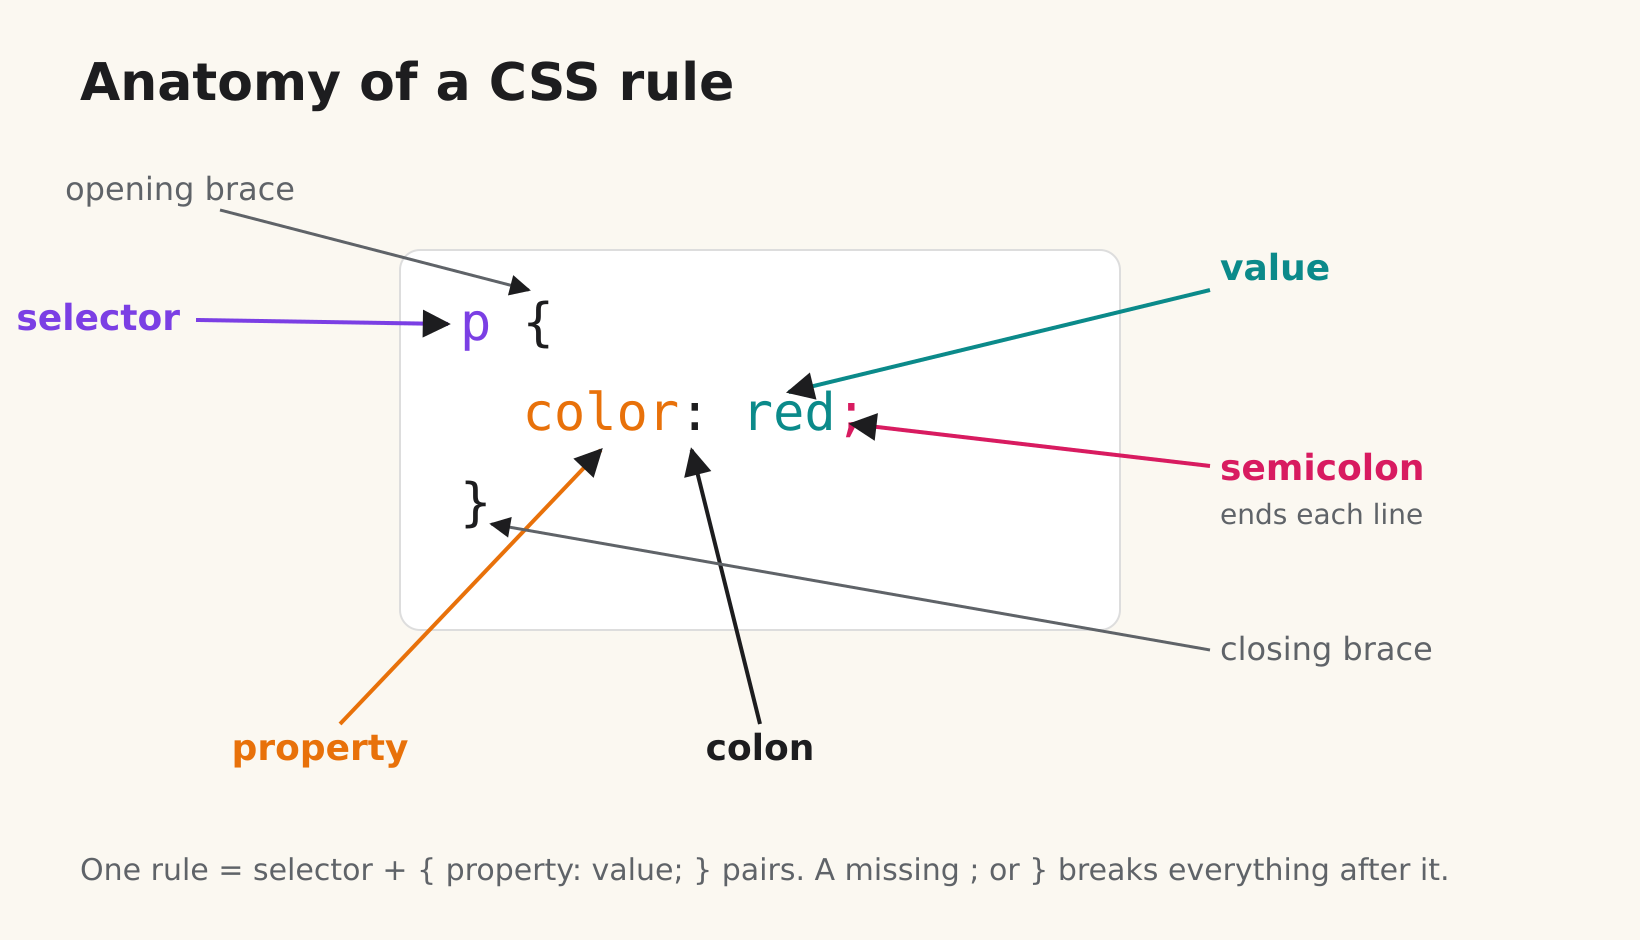 Anatomy of a CSS rule
opening brace
selector
p {
color: red;
}
value
semicolon
ends each line
closing brace
property
colon
One rule = selector + { property: value; } pairs. A missing ; or } breaks everything after it.